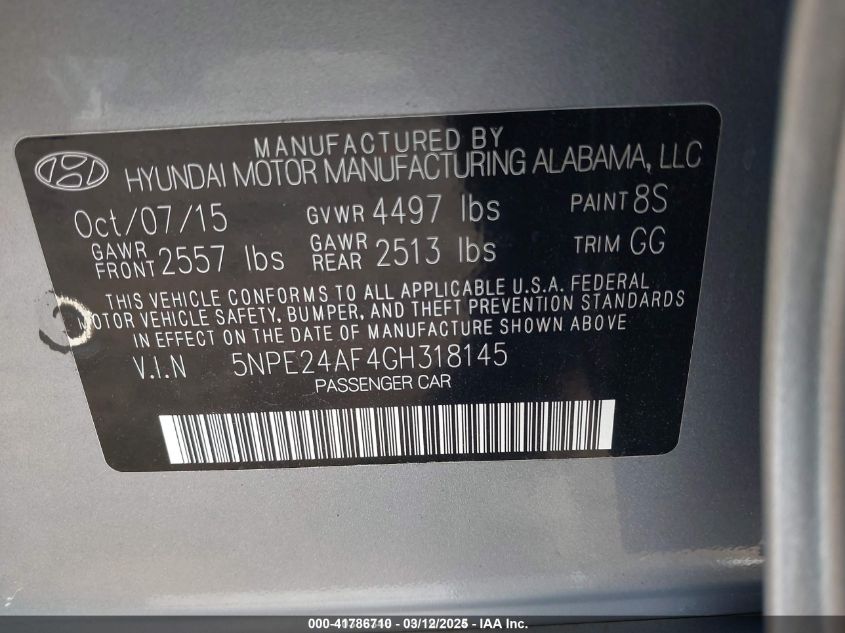 MANUFACTURED BY
HYUNDAI MOTOR MANUFACTURING ALABAMA, LLC
Oct/07/15 GVWR 4497 lbs PAINT 8S
GAWR FRONT 2557 lbs GAWR REAR 2513 lbs TRIM GG
THIS VEHICLE CONFORMS TO ALL APPLICABLE U.S.A. FEDERAL
MOTOR VEHICLE SAFETY, BUMPER, AND THEFT PREVENTION STANDARDS
IN EFFECT ON THE DATE OF MANUFACTURE SHOWN ABOVE
V.I.N 5NPE24AF4GH318145
PASSENGER CAR
000-41786710 - 03/12/2025 - IAA Inc.